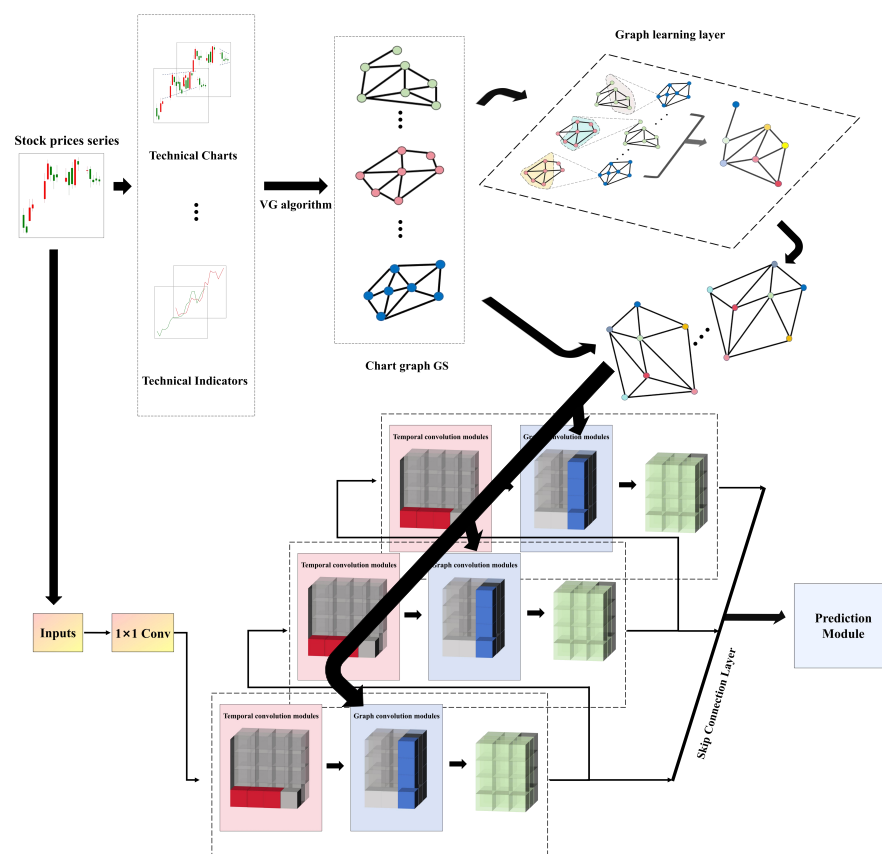 Graph learning layer
Stock prices series
Technical Charts
VG algorithm
Technical Indicators
Chart graph GS
Temporal convolution modules
Graph convolution modules
Temporal convolution modules
Graph convolution modules
Inputs
1×1 Conv
Prediction
Module
Skip Connection Layer
Temporal convolution modules
Graph convolution modules